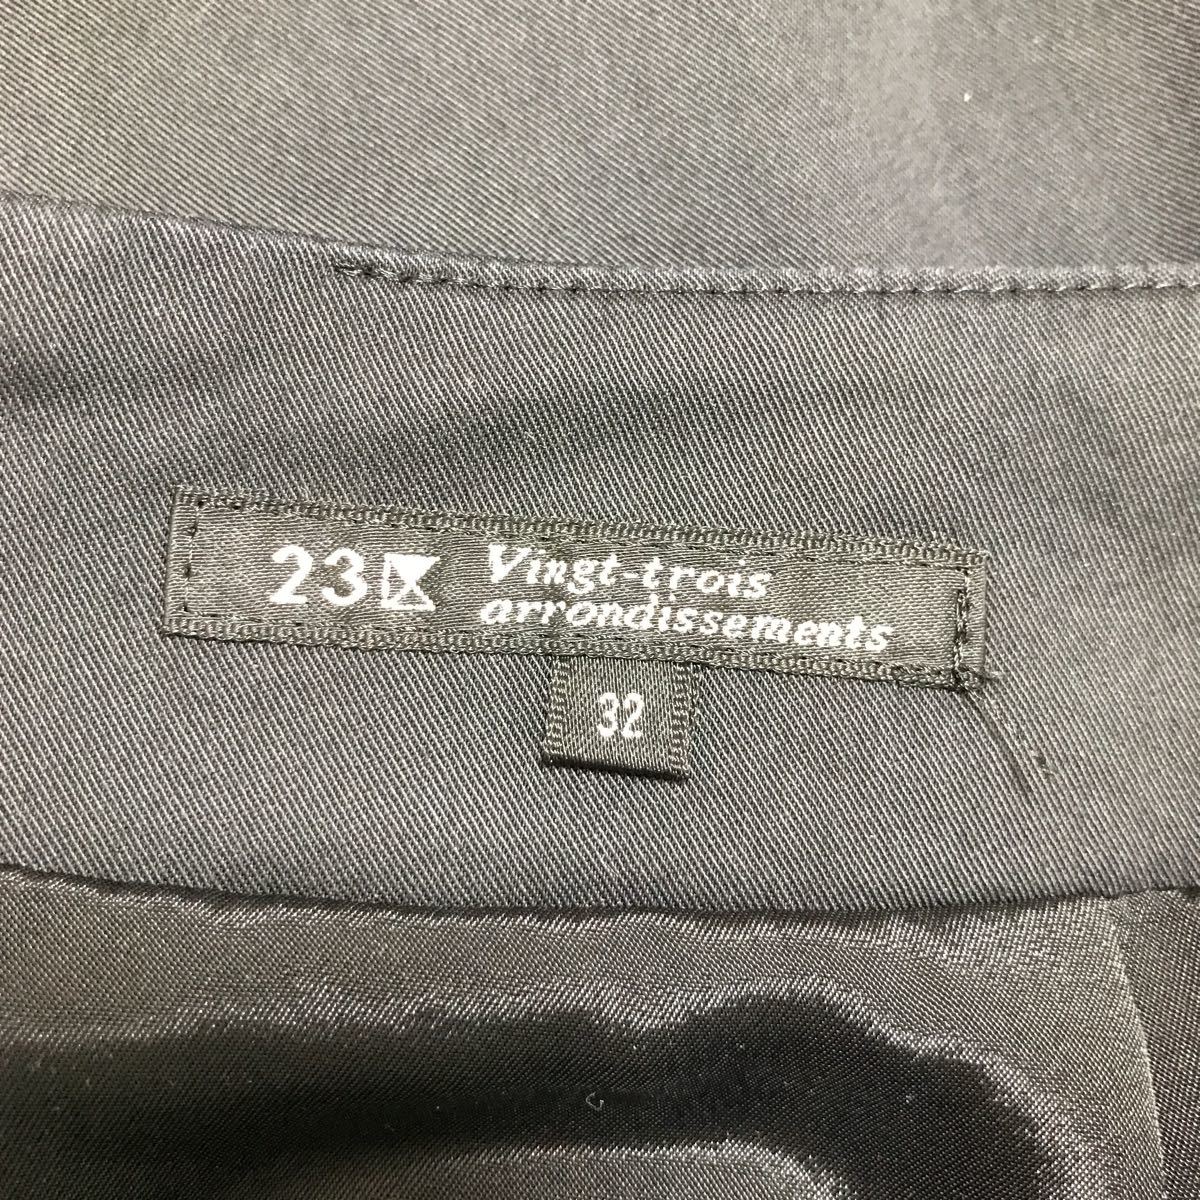 23区 Vingt-trois
arrondissements
32